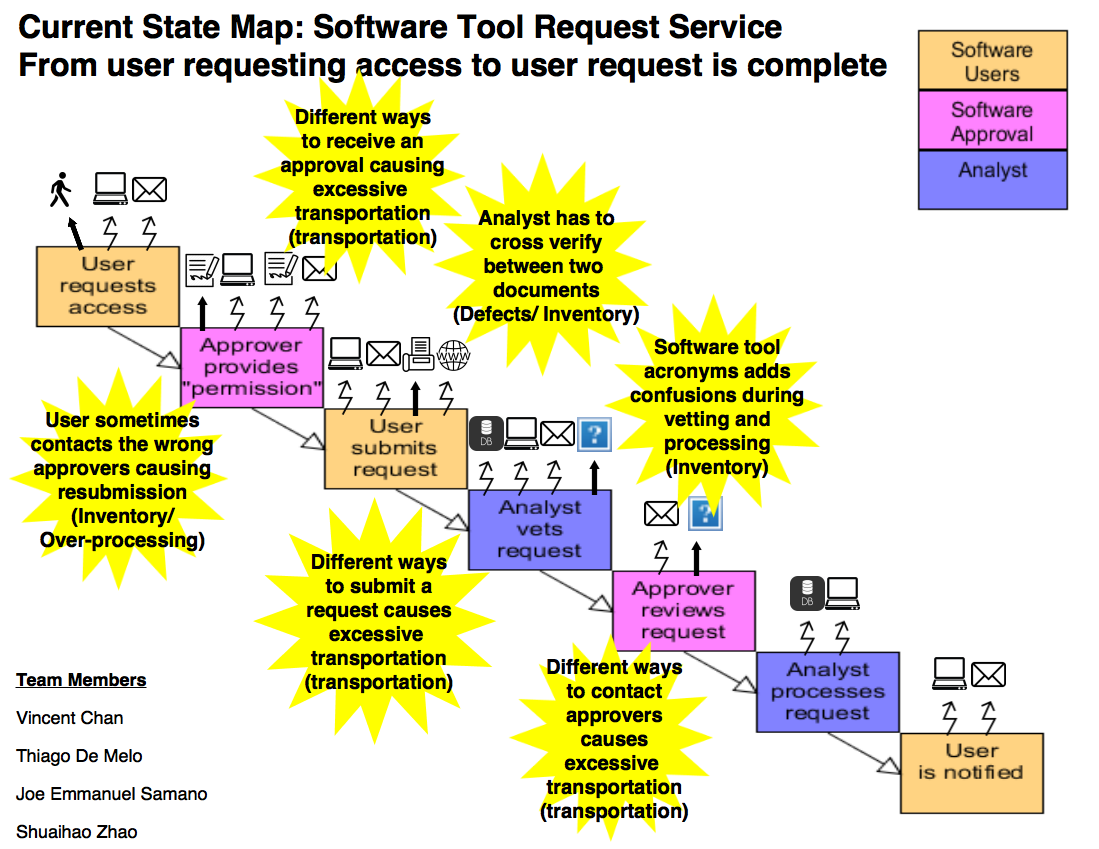 Current State Map: Software Tool Request Service
From user requesting access to user request is complete
Software
Users
Software
Approval
Analyst
Different ways
to receive an
approval causing
excessive
transportation
(transportation)
Analyst has to
cross verify
between two
documents
(Defects/ Inventory)
Software tool
acronyms adds
confusions during
vetting and
processing
(Inventory)
User
requests
access
Approver
provides
"permission"
WWW
User
submits
request
DB
?
Analyst
vets
request
?
Approver
reviews
request
DB
Analyst
processes
request
User
is notified
User sometimes
contacts the wrong
approvers causing
resubmission
(Inventory/
Over-processing)
Different ways
to submit a
request causes
excessive
transportation
(transportation)
Different ways
to contact
approvers
causes
excessive
transportation
(transportation)
Team Members
Vincent Chan
Thiago De Melo
Joe Emmanuel Samano
Shuaihao Zhao